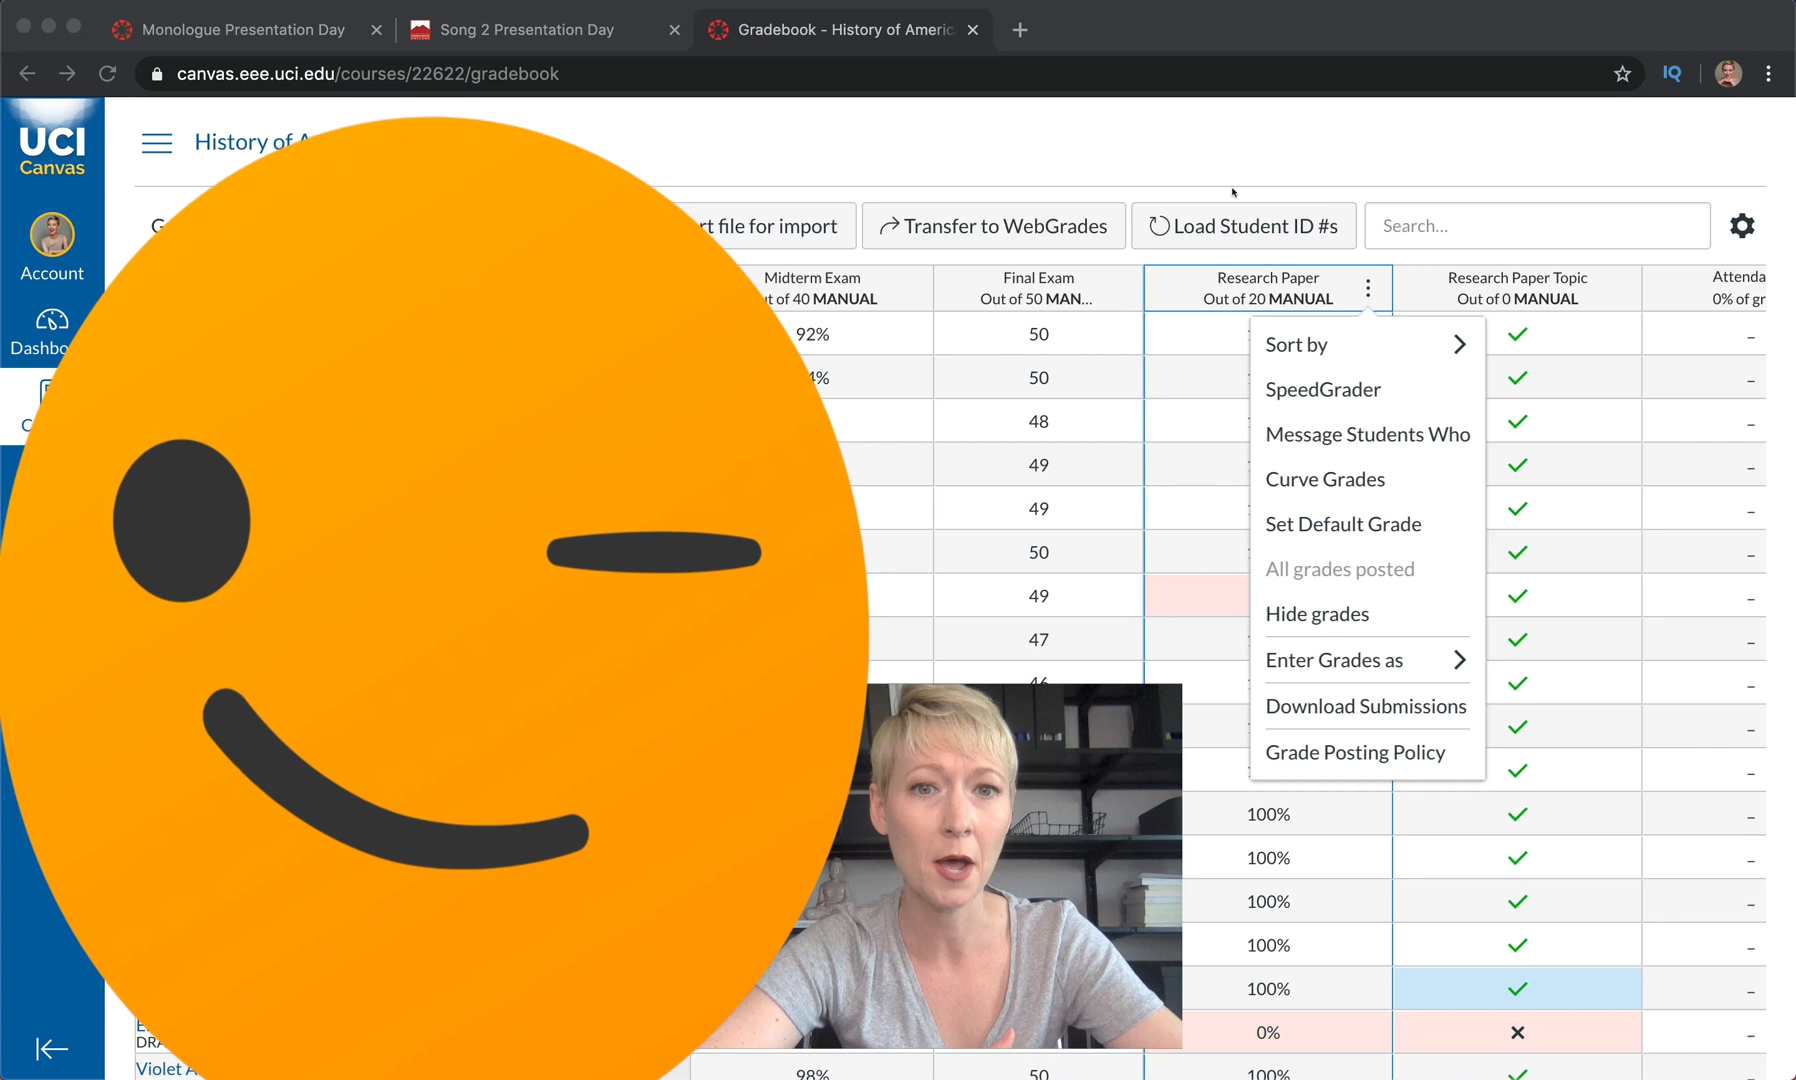 Monologue Presentation Day
Song 2 Presentation Day
Gradebook - History of Americ
canvas.eee.uci.edu/courses/22622/gradebook
IQ
UCI
Canvas
History of
Account
file for import
Transfer to WebGrades
Load Student ID #s
Search...
Midterm Exam
of 40 MANUAL
Final Exam
Out of 50 MAN...
Research Paper
Out of 20 MANUAL
Research Paper Topic
Out of 0 MANUAL
Attenda
0% of gr
92%
50
Sort by
50
SpeedGrader
48
Message Students Who
49
Curve Grades
49
Set Default Grade
50
All grades posted
49
Hide grades
47
Enter Grades as
Download Submissions
Grade Posting Policy
Dashbo
100%
100%
100%
100%
100%
DRA
0%
Violet A
98%
50
100%